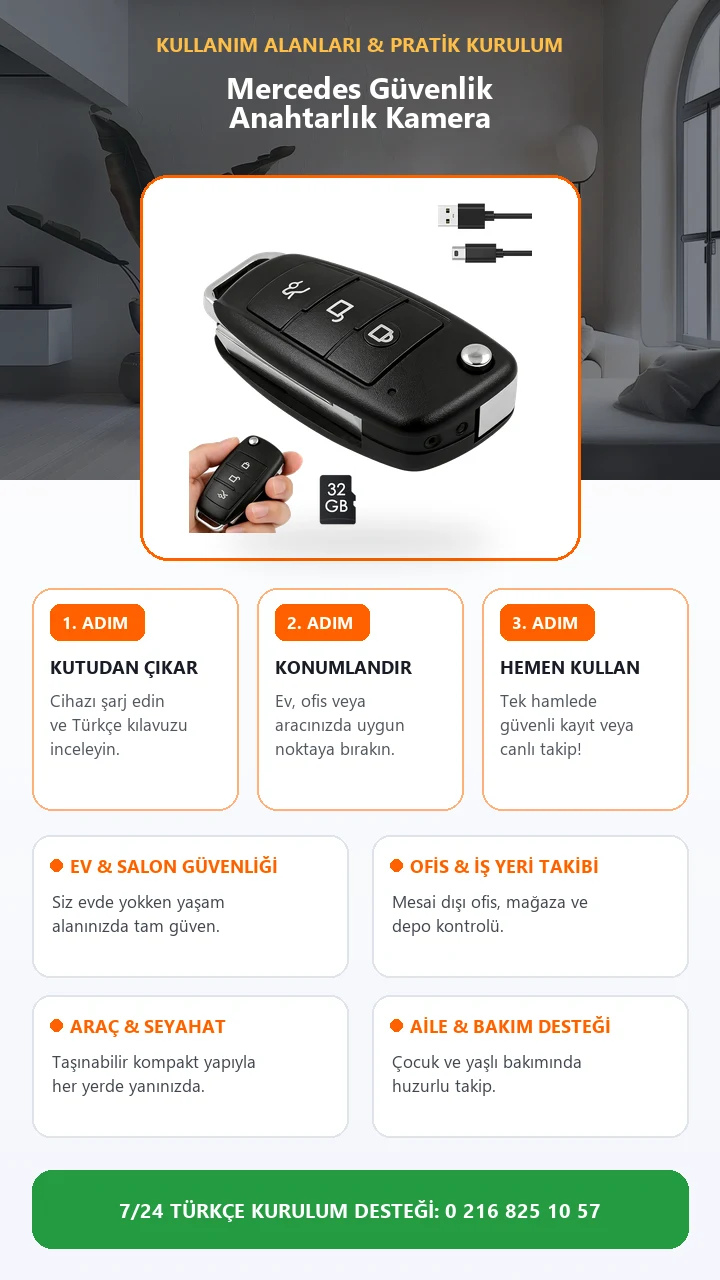 KULLANIM ALANLARI & PRATİK KURULUM
Mercedes Güvenlik
Anahtarlık Kamera
32
GB
1. ADIM
KUTUDAN ÇIKAR
Cihazı şarj edin
ve Türkçe kılavuzu
inceleyin.
2. ADIM
KONUMLANDIR
Ev, ofis veya
aracınızda uygun
noktaya bırakın.
3. ADIM
HEMEN KULLAN
Tek hamlede
güvenli kayıt veya
canlı takip!
EV & SALON GÜVENLİĞİ
Siz evde yokken yaşam
alanınızda tam güven.
OFİS & İŞ YERİ TAKİBİ
Mesai dışı ofis, mağaza ve
depo kontrolü.
ARAÇ & SEYAHAT
Taşınabilir kompakt yapıyla
her yerde yanınızda.
AİLE & BAKIM DESTEĞİ
Çocuk ve yaşlı bakımında
huzurlu takip.
7/24 TÜRKÇE KURULUM DESTEĞİ: 0 216 825 10 57